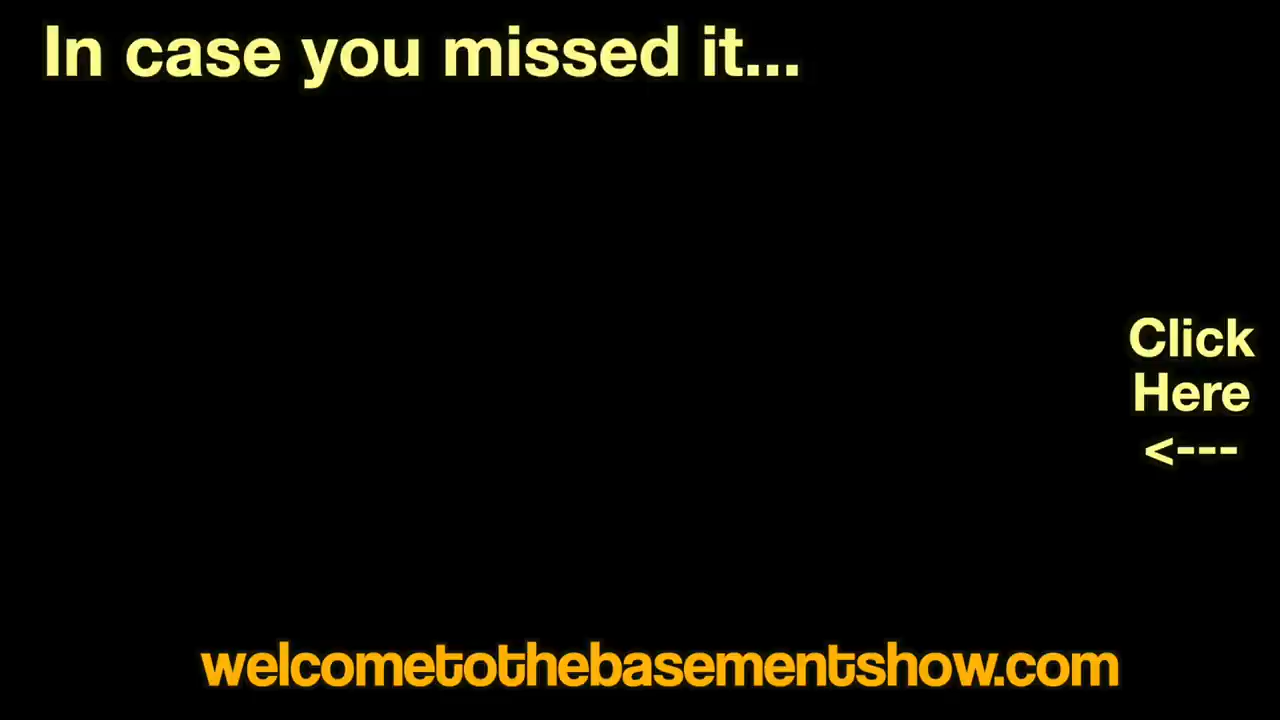 In case you missed it...
Click
Here
<---
welcometothebasementshow.com